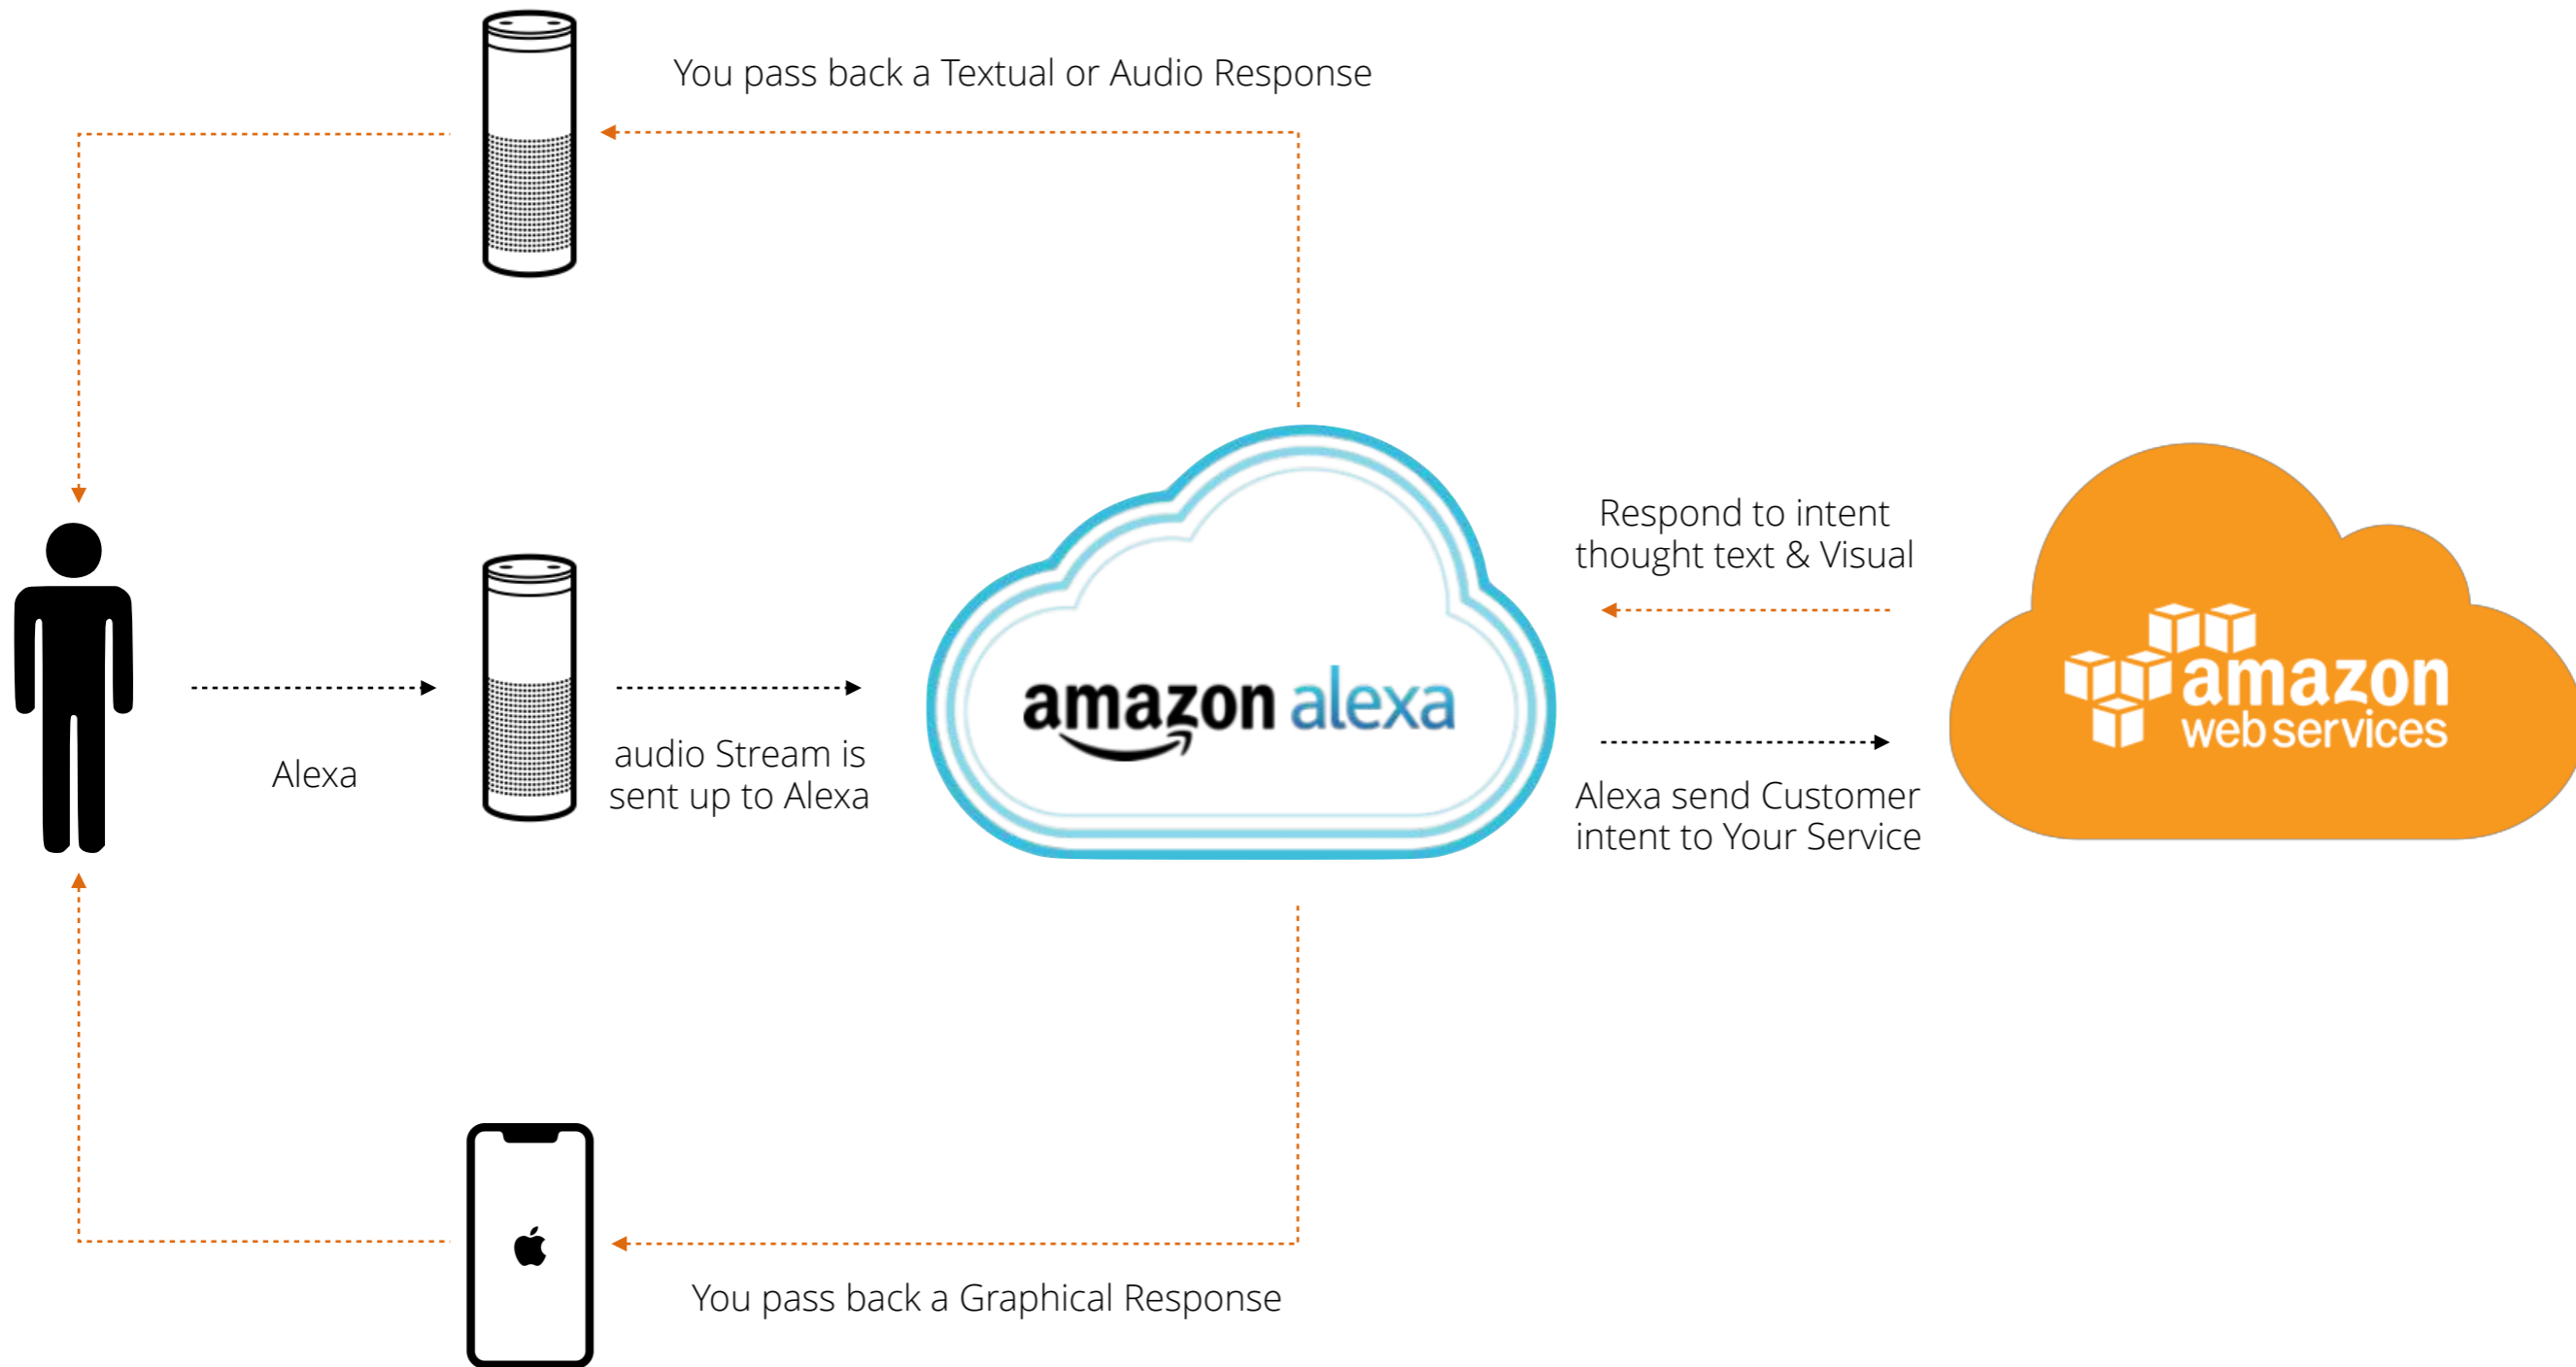 You pass back a Textual or Audio Response
Respond to intent
thought text & Visual
amazon alexa
amazon
web services
Alexa
audio Stream is
sent up to Alexa
Alexa send Customer
intent to Your Service
You pass back a Graphical Response